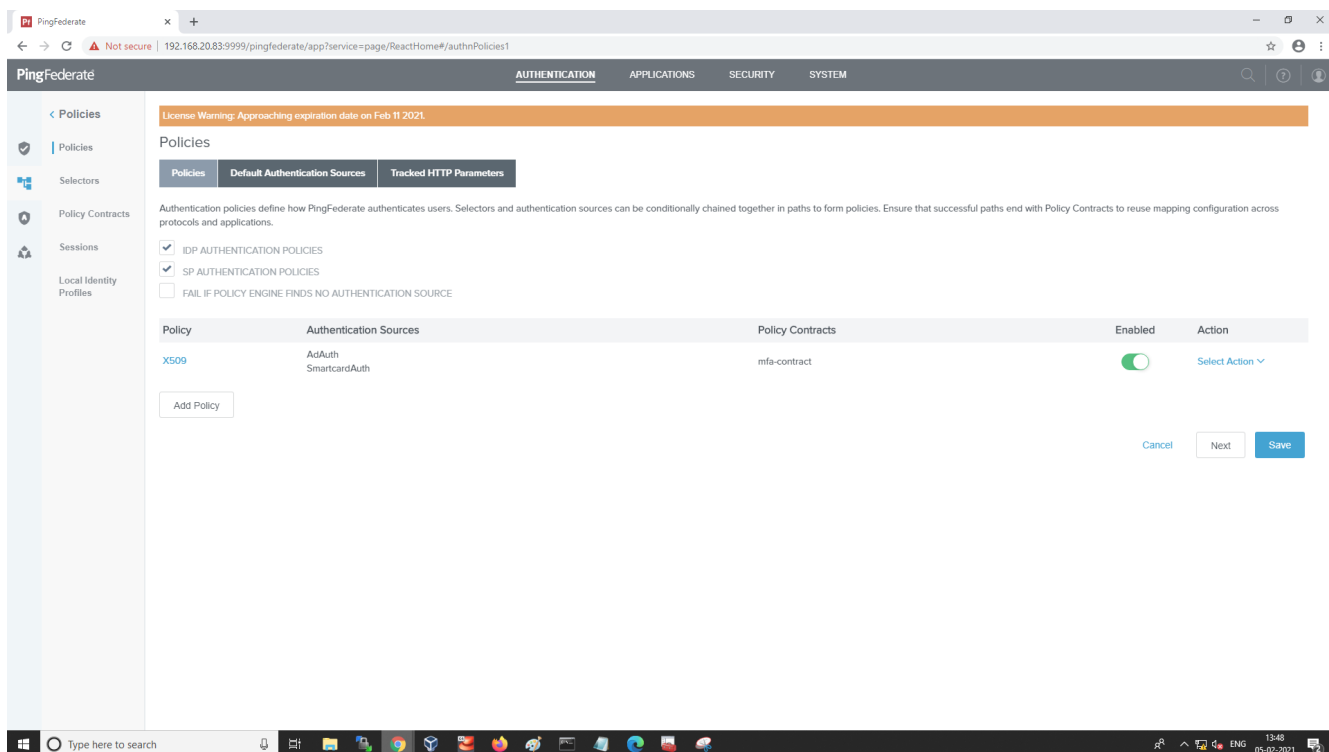 Pf PingFederate × +
Not secure | 192.168.20.83:9999/pingfederate/app?service=page/ReactHome#/authnPolicies1
PingFederate AUTHENTICATION APPLICATIONS SECURITY SYSTEM
< Policies
Policies
Selectors
Policy Contracts
Sessions
Local Identity
Profiles
License Warning: Approaching expiration date on Feb 11 2021.
Policies
Policies Default Authentication Sources Tracked HTTP Parameters
Authentication policies define how PingFederate authenticates users. Selectors and authentication sources can be conditionally chained together in paths to form policies. Ensure that successful paths end with Policy Contracts to reuse mapping configuration across
protocols and applications.
IDP AUTHENTICATION POLICIES
SP AUTHENTICATION POLICIES
FAIL IF POLICY ENGINE FINDS NO AUTHENTICATION SOURCE
Policy Authentication Sources Policy Contracts Enabled Action
X509 AdAuth mfa-contract Select Action
SmartcardAuth
Add Policy
Cancel Next Save
Type here to search ENG 13:48
05-02-2021